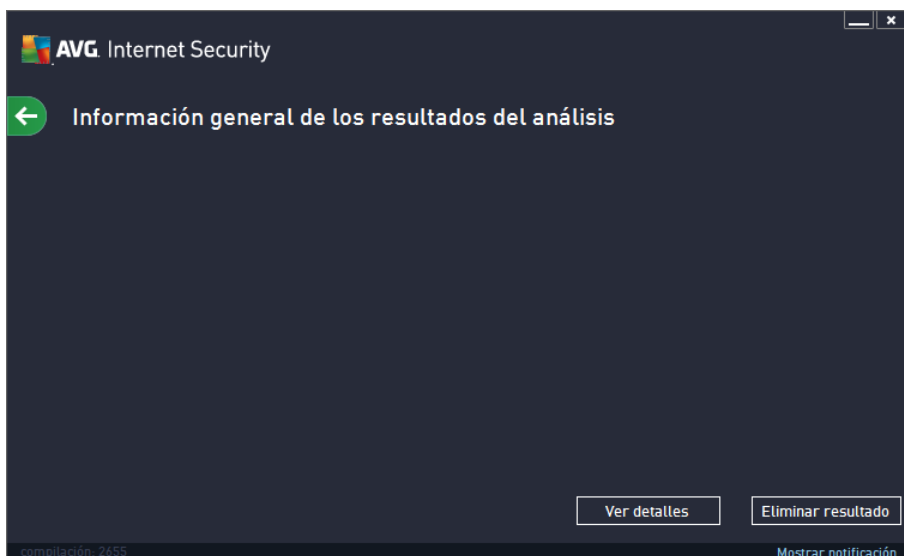 AVG. Internet Security
Información general de los resultados del análisis
Ver detalles
Eliminar resultado
compilación: 2655
Mostrar notificación